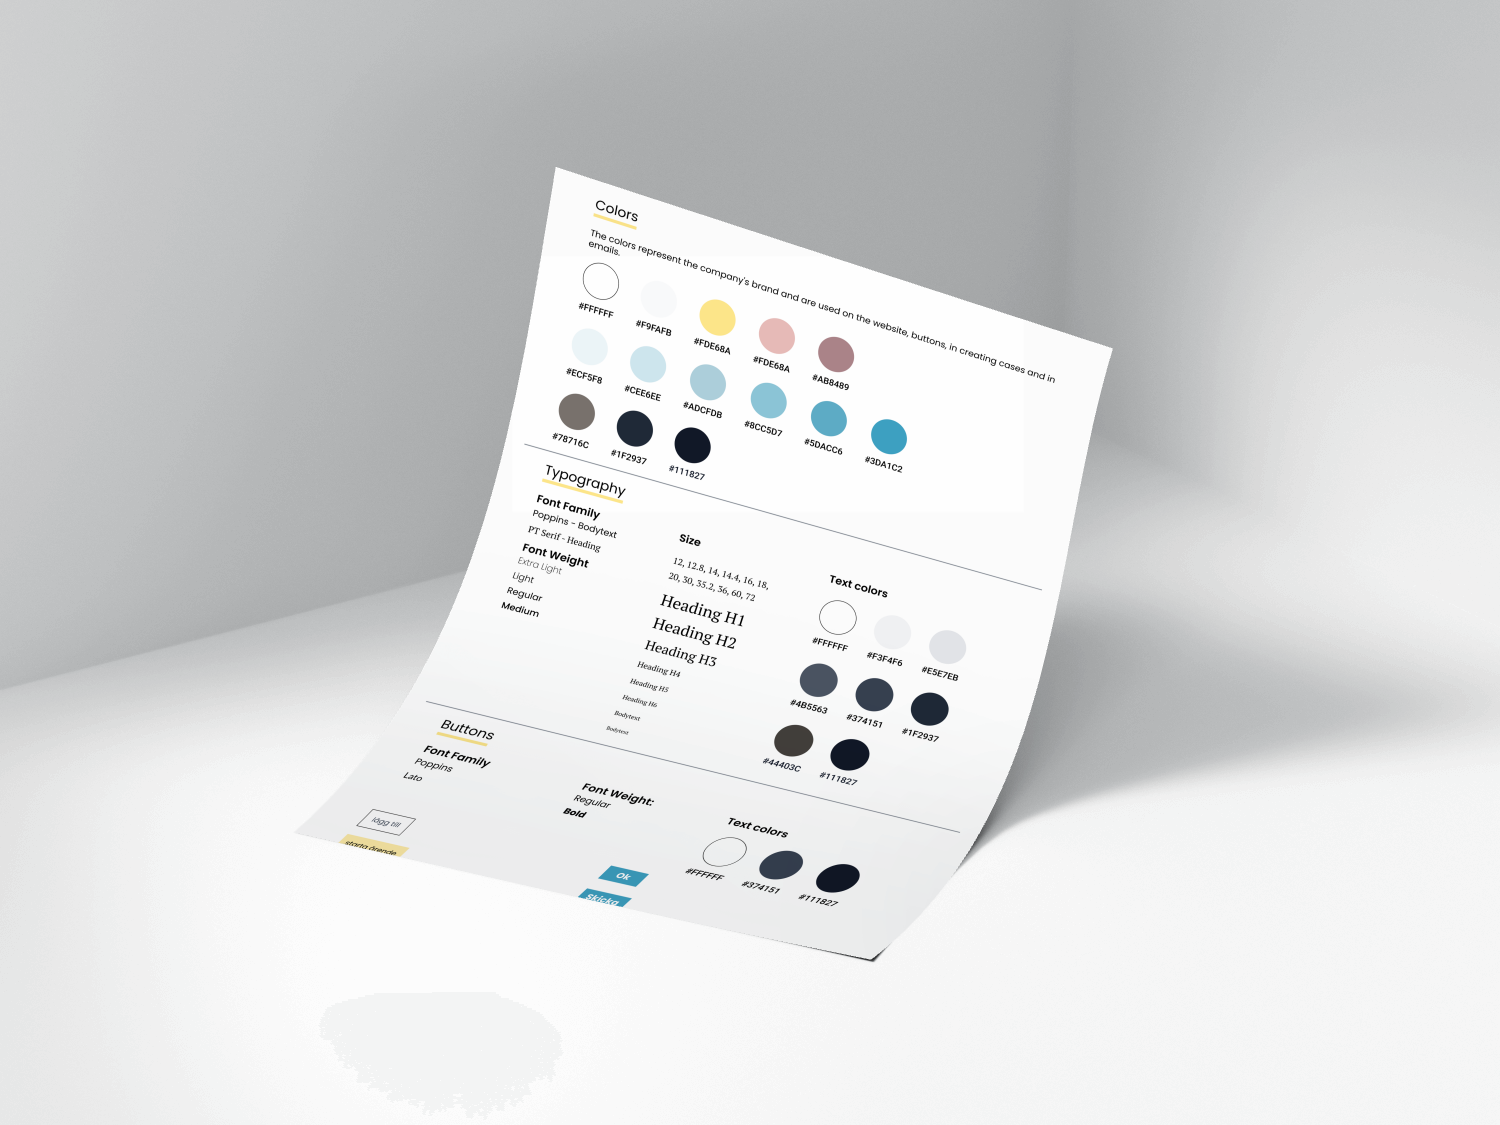 Colors
The colors represent the company's brand and are used on the website, buttons, in creating cases and in
emails.
#FFFFFF
#F9FAFB
#FDE68A
#FDE68A
#AB8489
#ECF5F8
#CEE6EE
#ADCFDB
#8CC5D7
#5DACC6
#3DA1C2
#78716C
#1F2937
#111827
Typography
Font Family
Poppins - Bodytext
PT Serif - Heading
Font Weight
Extra Light
Light
Regular
Medium
Size
12, 12.8, 14, 14.4, 16, 18,
20, 30, 35.2, 36, 60, 72
Heading H1
Heading H2
Heading H3
Heading H4
Heading H5
Heading H6
Bodytext
Bodytext
Text colors
#FFFFFF
#F3F4F6
#E5E7EB
#4B5563
#374151
#1F2937
#44403C
#111827
Buttons
Font Family
Poppins
Lato
lägg till
starta ärende
Font Weight:
Regular
Bold
Ok
skicka
Text colors
#FFFFFF
#374151
#111827